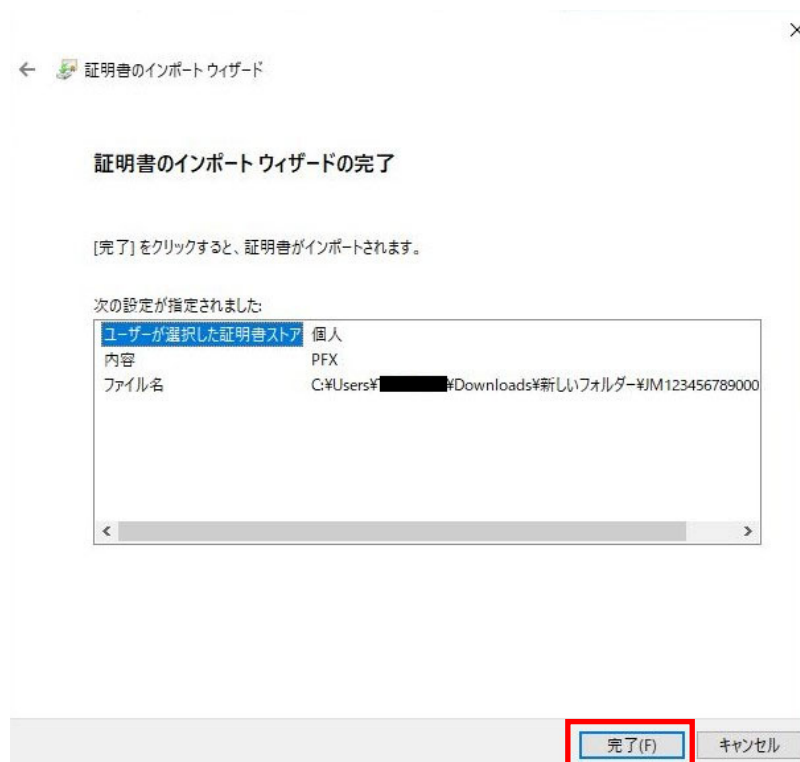 証明書のインポート ウィザード
証明書のインポート ウィザードの完了
[完了] をクリックすると、証明書がインポートされます。
次の設定が指定されました:
ユーザーが選択した証明書ストア 個人
内容 PFX
ファイル名 C:¥Users¥ ¥Downloads¥新しいフォルダー¥JM123456789000
完了(F) キャンセル